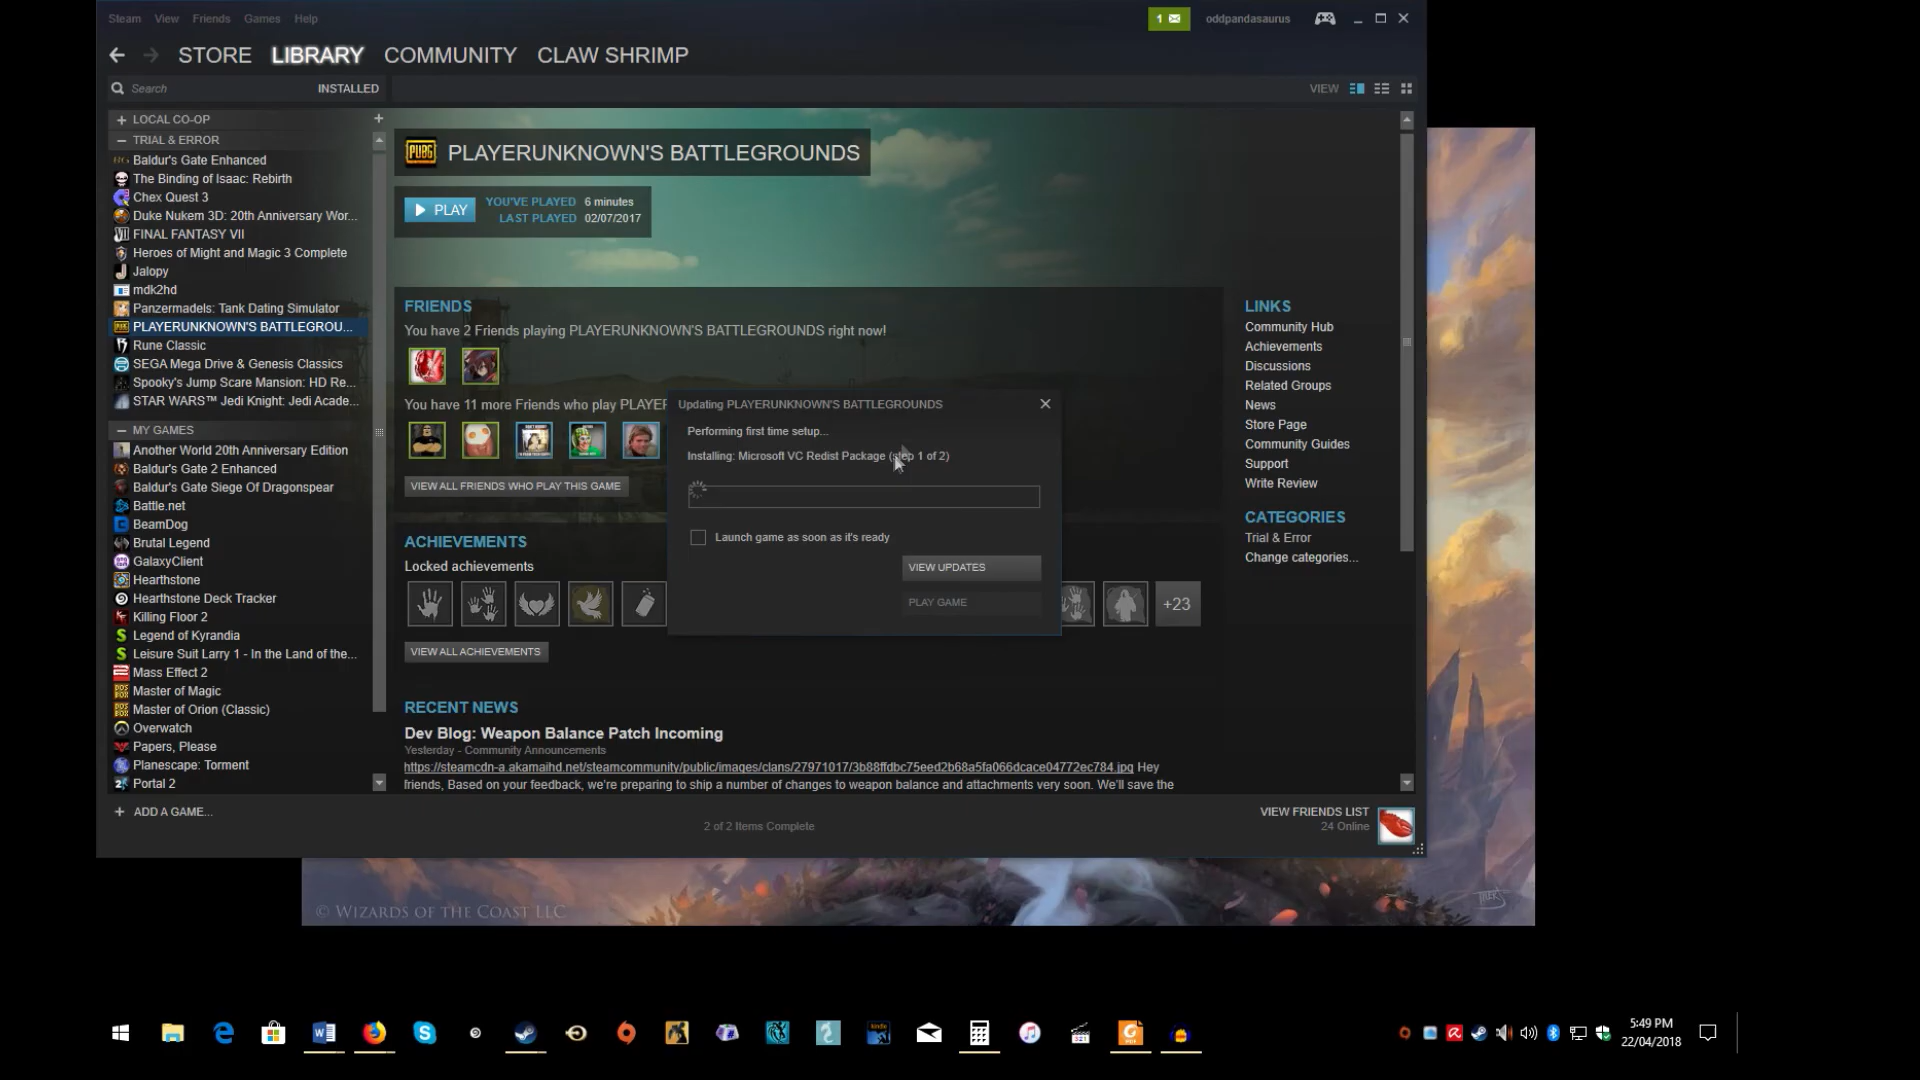 Steam View Friends Games Help
1
oddpandasaurus
STORE LIBRARY COMMUNITY CLAW SHRIMP
Search
INSTALLED
VIEW
LOCAL CO-OP
TRIAL & ERROR
Baldur's Gate Enhanced
The Binding of Isaac: Rebirth
Chex Quest 3
Duke Nukem 3D: 20th Anniversary Wor...
FINAL FANTASY VII
Heroes of Might and Magic 3 Complete
Jalopy
mdk2hd
Panzermadels: Tank Dating Simulator
PLAYERUNKNOWN'S BATTLEGROU...
Rune Classic
SEGA Mega Drive & Genesis Classics
Spooky's Jump Scare Mansion: HD Re...
STAR WARS™ Jedi Knight: Jedi Acade...
MY GAMES
Another World 20th Anniversary Edition
Baldur's Gate 2 Enhanced
Baldur's Gate Siege Of Dragonspear
Battle.net
BeamDog
Brutal Legend
GalaxyClient
Hearthstone
Hearthstone Deck Tracker
Killing Floor 2
Legend of Kyrandia
Leisure Suit Larry 1 - In the Land of the...
Mass Effect 2
Master of Magic
Master of Orion (Classic)
Overwatch
Papers, Please
Planescape: Torment
Portal 2
ADD A GAME...
PUBG
PLAYERUNKNOWN'S BATTLEGROUNDS
PLAY
YOU'VE PLAYED 6 minutes
LAST PLAYED 02/07/2017
FRIENDS
You have 2 Friends playing PLAYERUNKNOWN'S BATTLEGROUNDS right now!
You have 11 more Friends who play PLAYER
VIEW ALL FRIENDS WHO PLAY THIS GAME
ACHIEVEMENTS
Locked achievements
+23
VIEW ALL ACHIEVEMENTS
RECENT NEWS
Dev Blog: Weapon Balance Patch Incoming
Yesterday - Community Announcements
https://steamcdn-a.akamaihd.net/steamcommunity/public/images/clans/27971017/3b88ffdbc75eed2b68a5fa066dcace04772ec784.jpg Hey
friends, Based on your feedback, we're preparing to ship a number of changes to weapon balance and attachments very soon. We'll save the
Updating PLAYERUNKNOWN'S BATTLEGROUNDS
Performing first time setup...
Installing: Microsoft VC Redist Package (step 1 of 2)
Launch game as soon as it's ready
VIEW UPDATES
PLAY GAME
LINKS
Community Hub
Achievements
Discussions
Related Groups
News
Store Page
Community Guides
Support
Write Review
CATEGORIES
Trial & Error
Change categories...
2 of 2 Items Complete
VIEW FRIENDS LIST
24 Online
© WIZARDS OF THE COAST LLC
5:49 PM
22/04/2018